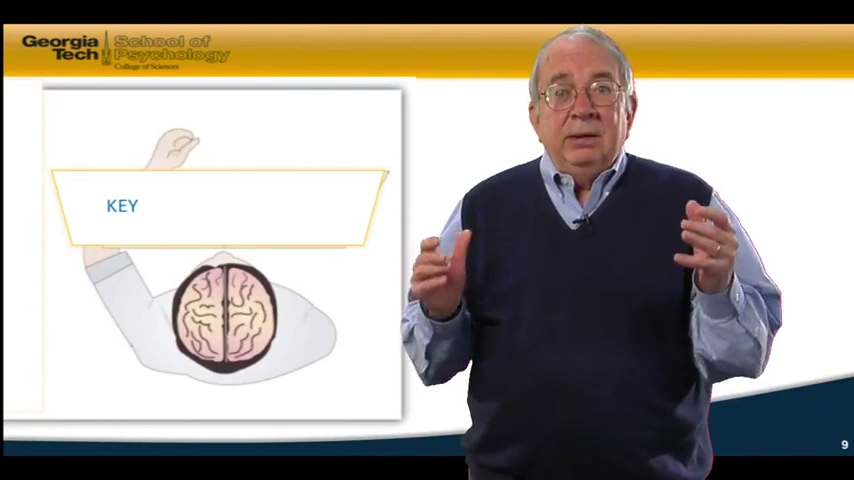 Georgia
Tech
School of
Psychology
College of Sciences
KEY
9